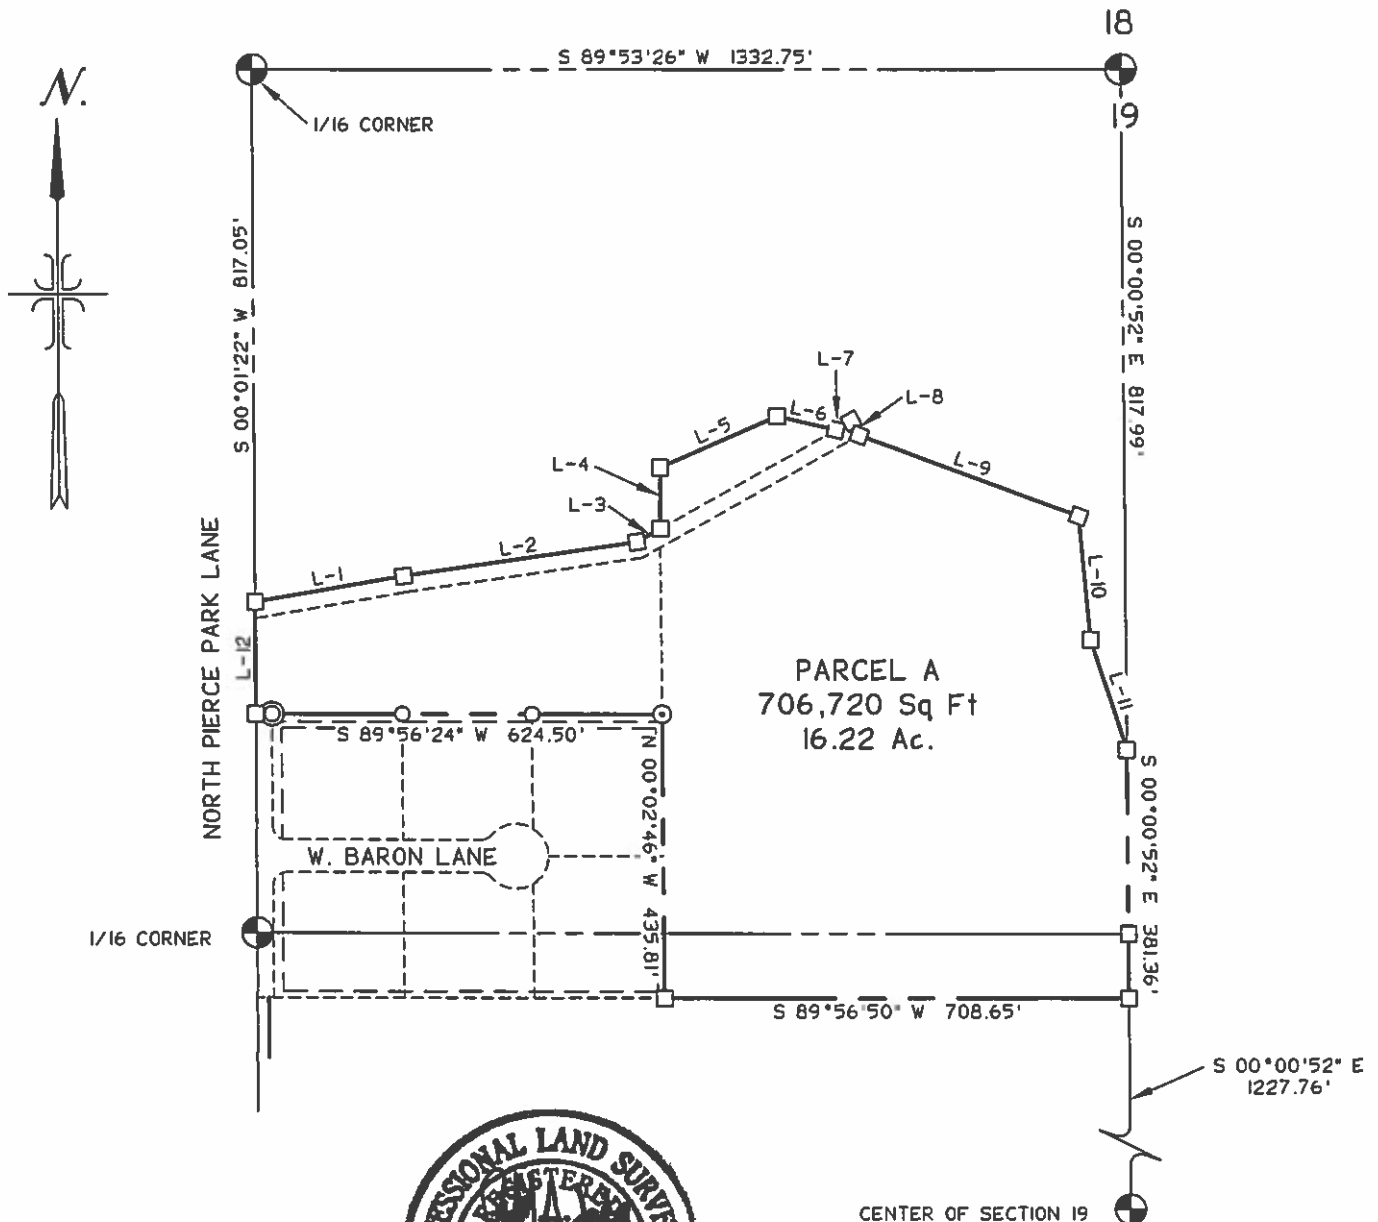 18
S 89°53'26" W 1332.75'
N.
1/16 CORNER
19
S 00°01'22" W 817.05'
S 00°00'52" E 817.99'
L-7
L-8
L-6
L-5
L-4
L-9
L-3
L-2
L-1
L-10
NORTH PIERCE PARK LANE
L-12
PARCEL A
706,720 Sq Ft
16.22 Ac.
L-11
S 89°56'24" W 624.50'
N 00°02'46" W 435.81'
S 00°00'52" E 381.36'
W. BARON LANE
1/16 CORNER
S 89°56'50" W 708.65'
S 00°00'52" E
1227.76'
LAND
CENTER OF SECTION 19